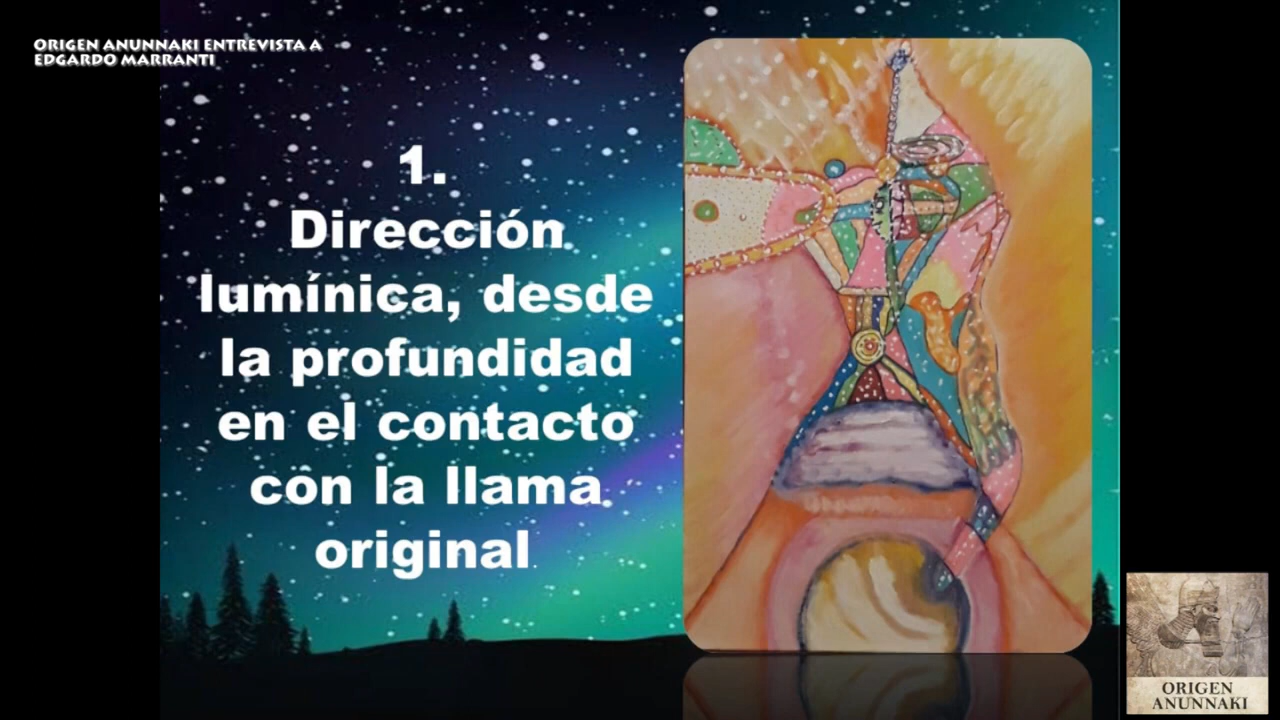 ORIGEN ANUNNAKI ENTREVISTA A
EDGARDO MARRANTI
1.
Dirección
lumínica, desde
la profundidad
en el contacto
con la llama
original.
ORIGEN
ANUNNAKI